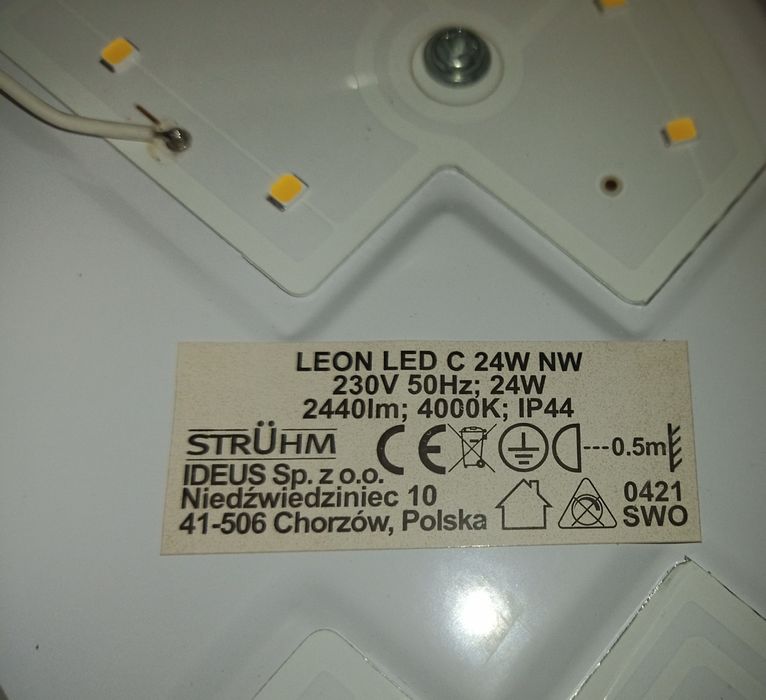 LEON LED C 24W NW
230V 50Hz; 24W
2440lm; 4000K; IP44
STRÜHM CE 0.5m
IDEUS Sp. z o.o.
Niedźwiedziniec 10
41-506 Chorzów, Polska
0421
SWO